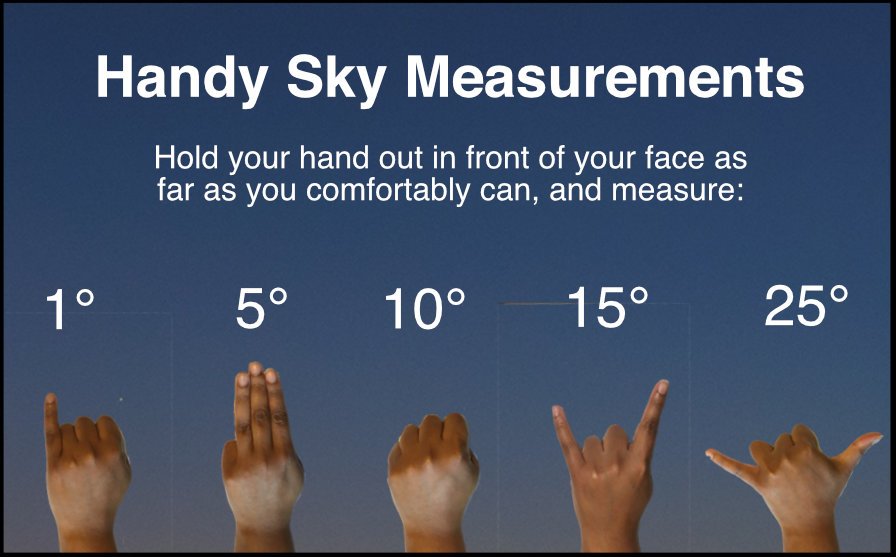 Handy Sky Measurements
Hold your hand out in front of your face as
far as you comfortably can, and measure:
1° 5° 10° 15° 25°